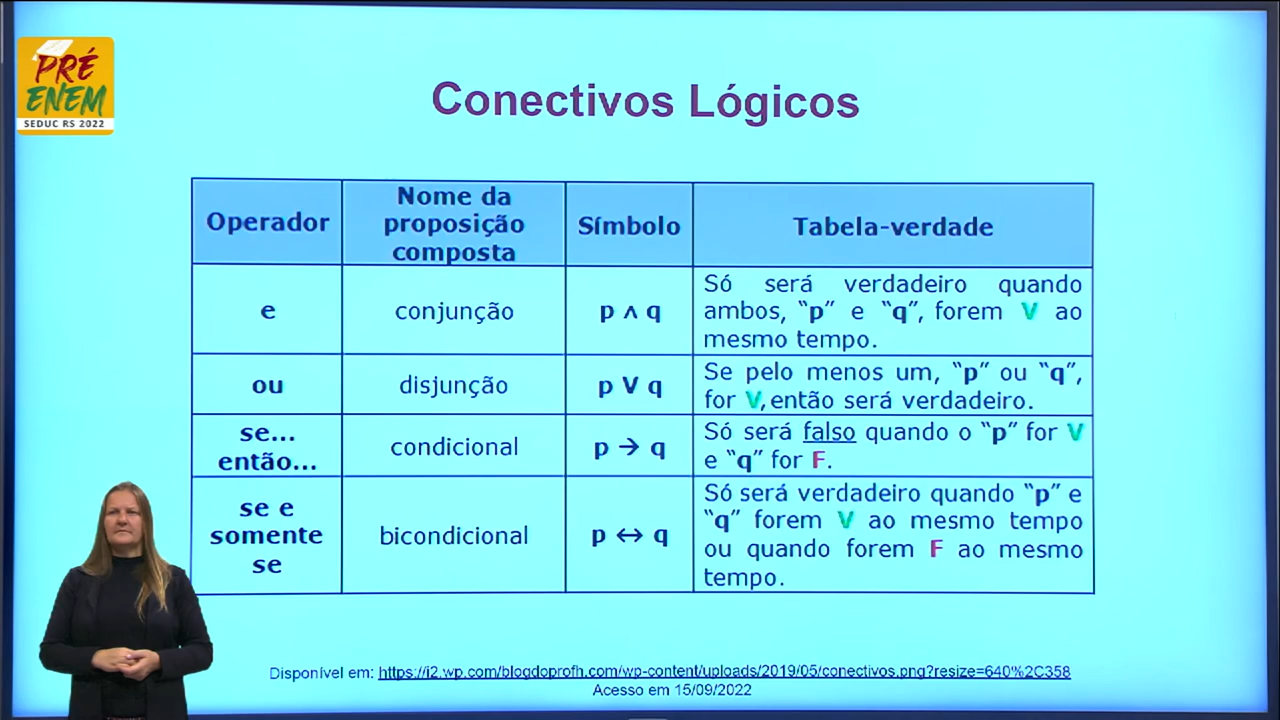 PRÉ
ENEM
SEDUC RS 2022
Conectivos Lógicos
Operador
Nome da
proposição
composta
Símbolo
Tabela-verdade
e
conjunção
p ∧ q
Só será verdadeiro quando
ambos, “p” e “q”, forem V ao
mesmo tempo.
ou
disjunção
p V q
Se pelo menos um, “p” ou “q”,
for V, então será verdadeiro.
se...
então...
condicional
p → q
Só será falso quando o “p” for V
e “q” for F.
se e
somente
se
bicondicional
p ↔ q
Só será verdadeiro quando “p” e
“q” forem V ao mesmo tempo
ou quando forem F ao mesmo
tempo.
Disponível em: https://i2.wp.com/blogdoprofh.com/wp-content/uploads/2019/05/conectivos.png?resize=640%2C358
Acesso em 15/09/2022